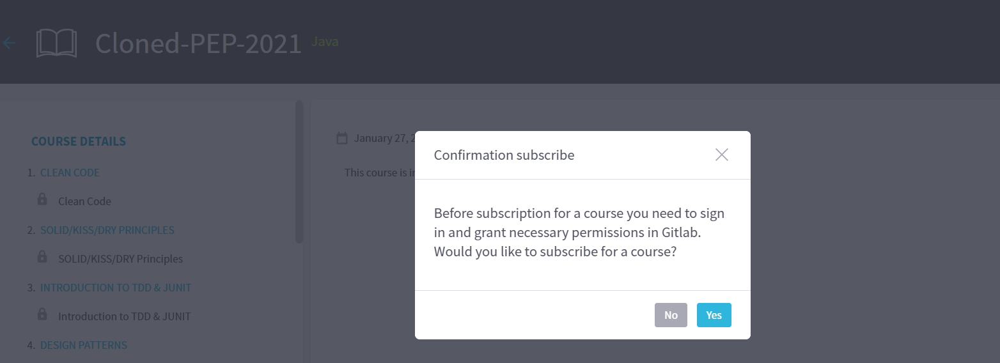 Cloned-PEP-2021 Java
COURSE DETAILS
1. CLEAN CODE
Clean Code
2. SOLID/KISS/DRY PRINCIPLES
SOLID/KISS/DRY Principles
3. INTRODUCTION TO TDD & JUNIT
Introduction to TDD & JUNIT
4. DESIGN PATTERNS
January 27, 2
This course is
Confirmation subscribe
Before subscription for a course you need to sign
in and grant necessary permissions in Gitlab.
Would you like to subscribe for a course?
No Yes